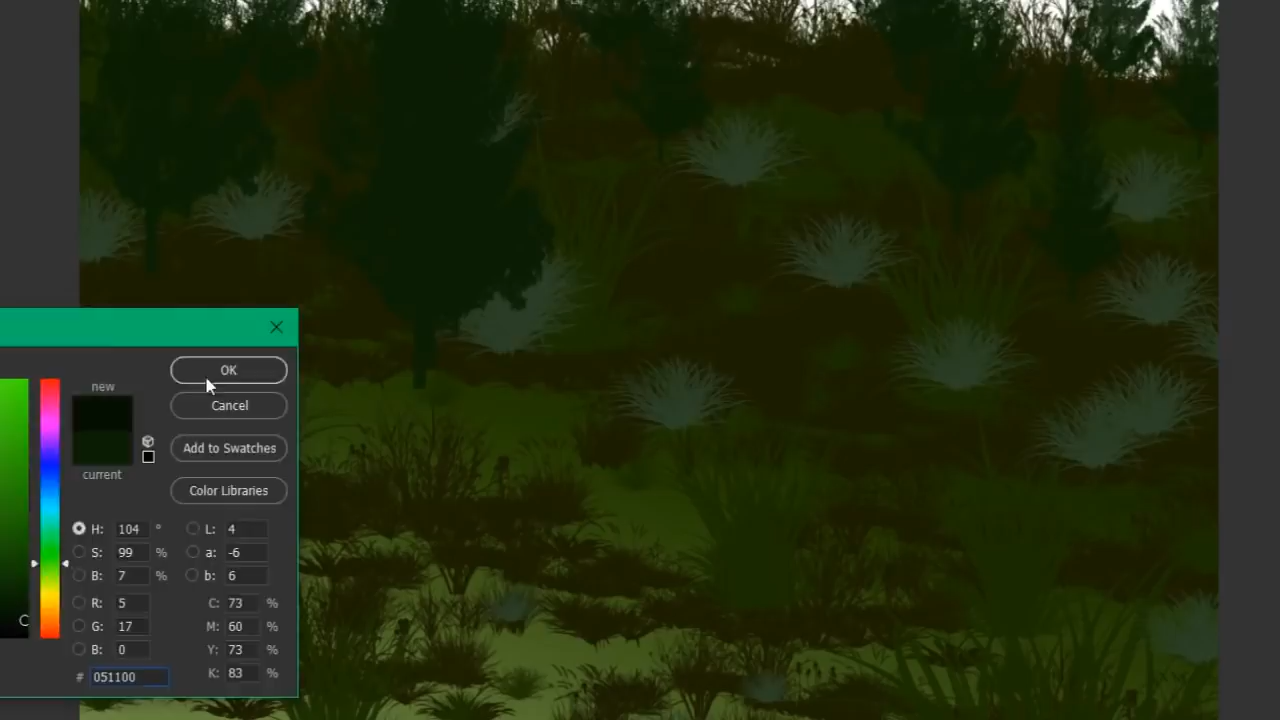 OK
new
Cancel
Add to Swatches
current
Color Libraries
H: 104 ° L: 4
S: 99 % a: -6
B: 7 % b: 6
R: 5 C: 73 %
G: 17 M: 60 %
B: 0 Y: 73 %
# 051100 K: 83 %